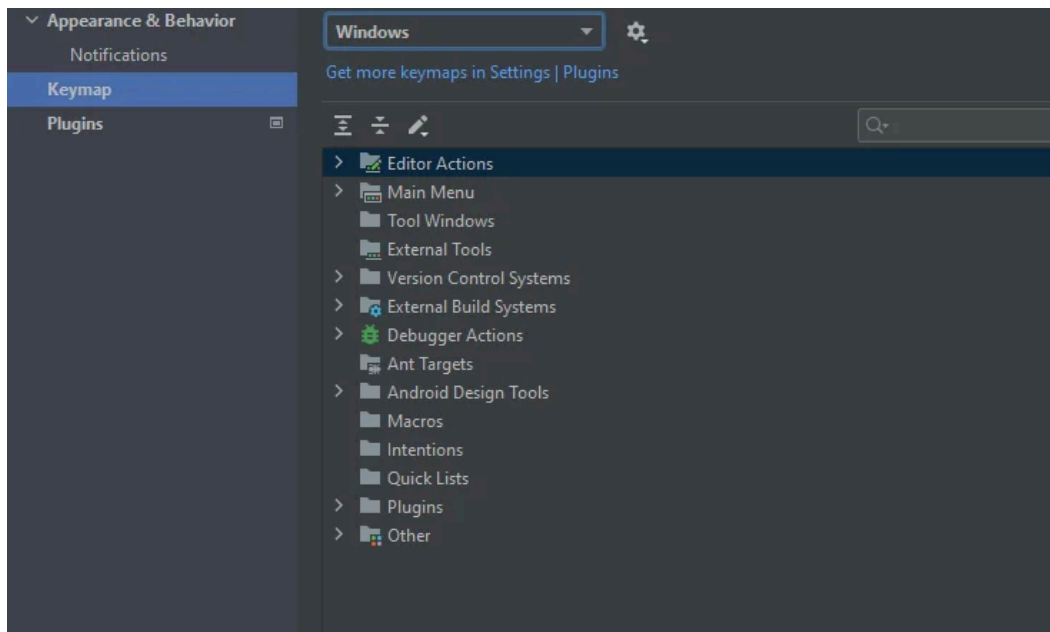 Appearance & Behavior
Notifications
Keymap
Plugins
Windows
Get more keymaps in Settings | Plugins
Editor Actions
Main Menu
Tool Windows
External Tools
Version Control Systems
External Build Systems
Debugger Actions
Ant Targets
Android Design Tools
Macros
Intentions
Quick Lists
Plugins
Other